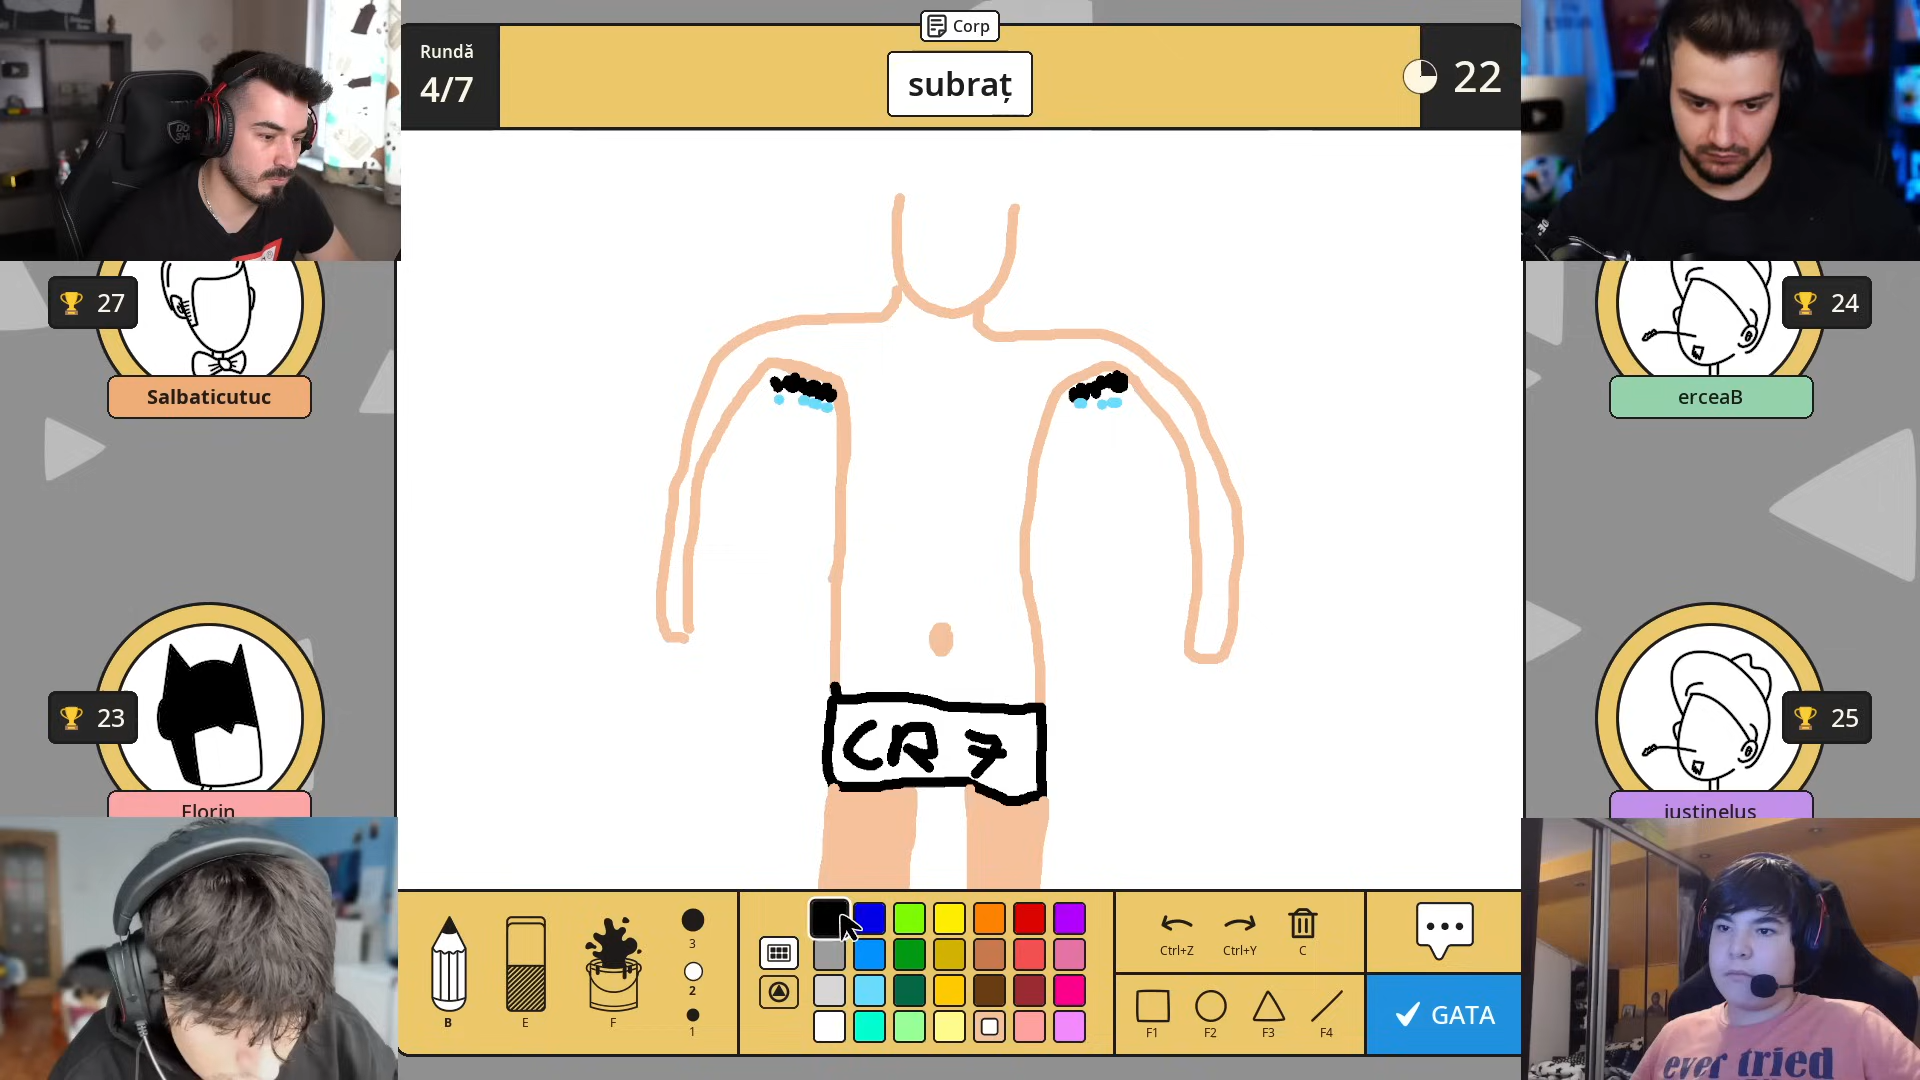 Corp
Rundă
4/7
subraț
22
27
Salbaticutuc
24
erceaB
23
Florin
25
iustinelus
CR 7
B
E
F
3
2
1
Ctrl+Z
Ctrl+Y
C
F1
F2
F3
F4
GATA
ever tried